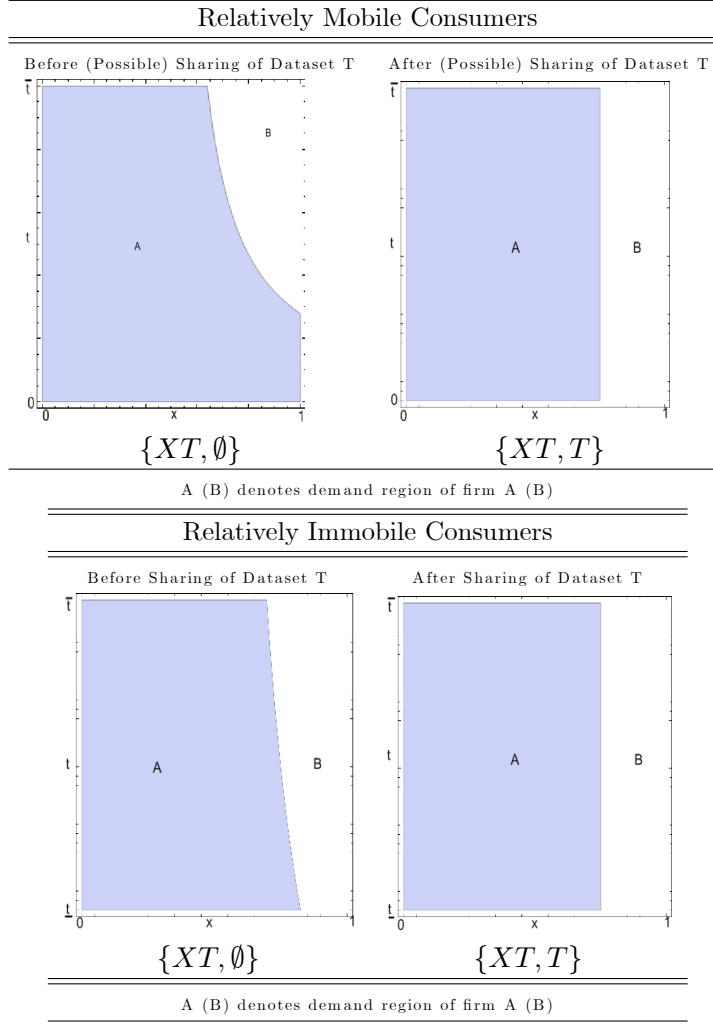 Relatively Mobile Consumers
Before (Possible) Sharing of Dataset T After (Possible) Sharing of Dataset T
t̅ t̅
B
A A B
t t
0 0
0 x 1 0 x 1
{XT, ∅} {XT, T}
A (B) denotes demand region of firm A (B)
Relatively Immobile Consumers
Before Sharing of Dataset T After Sharing of Dataset T
t̅ t̅
t A B t A B
t̲ t̲
0 x 1 0 x 1
{XT, ∅} {XT, T}
A (B) denotes demand region of firm A (B)